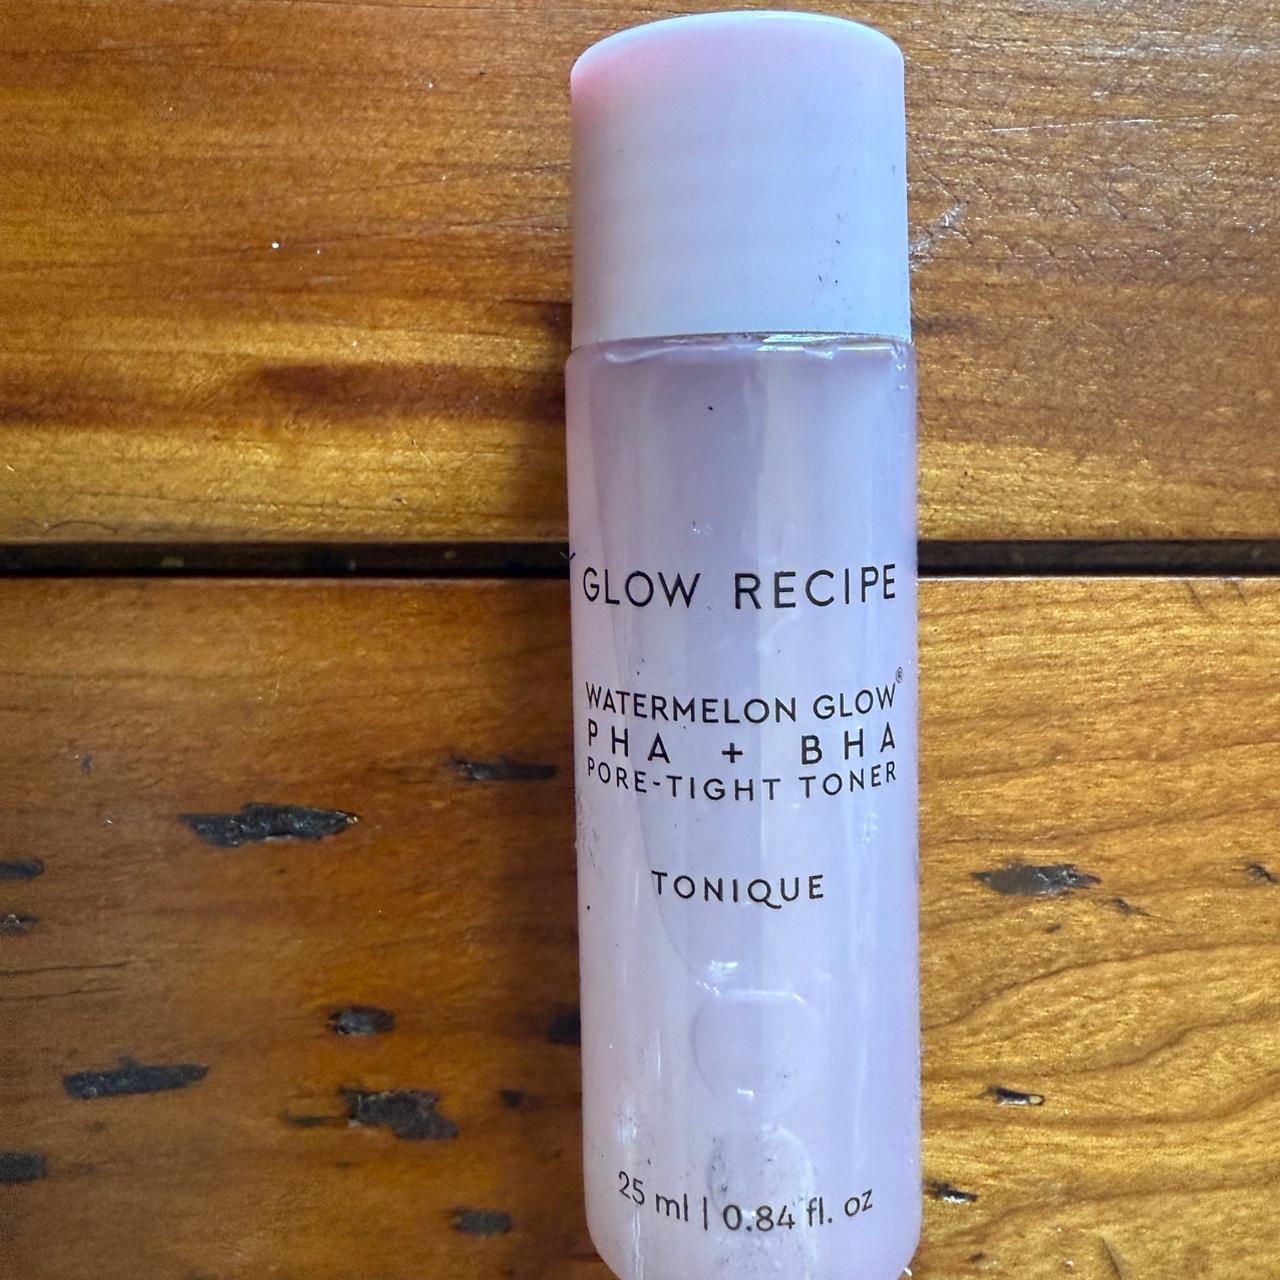 GLOW RECIPE
WATERMELON GLOW®
PHA + BHA
PORE-TIGHT TONER
TONIQUE
25 ml | 0.84 fl. oz